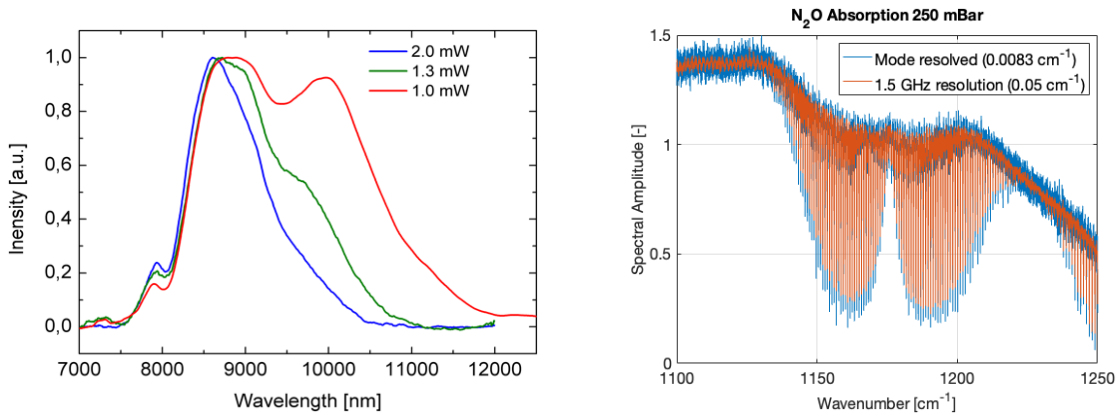 2.0 mW
1.3 mW
1.0 mW
Inensity [a.u.]
1,0
0,8
0,6
0,4
0,2
0,0
7000 8000 9000 10000 11000 12000
Wavelength [nm]
N₂O Absorption 250 mBar
Mode resolved (0.0083 cm⁻¹)
1.5 GHz resolution (0.05 cm⁻¹)
Spectral Amplitude [-]
1.5
1
0.5
0
1100 1150 1200 1250
Wavenumber [cm⁻¹]